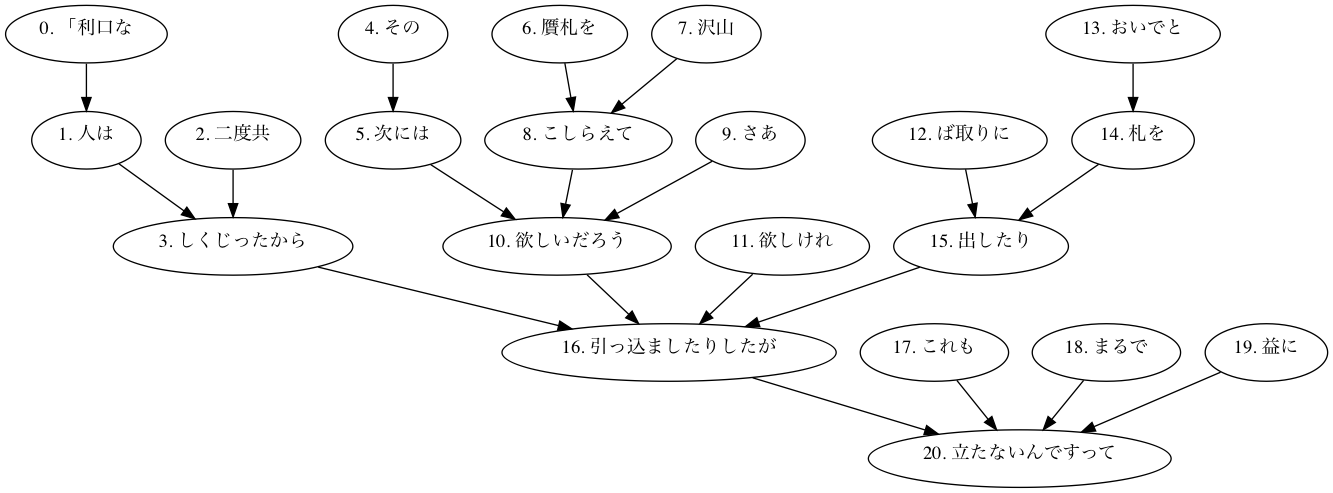 0. 「利口な
4. その
6. 贋札を
7. 沢山
13. おいでと
1. 人は
2. 二度共
5. 次には
8. こしらえて
9. さあ
12. ば取りに
14. 札を
3. しくじったから
10. 欲しいだろう
11. 欲しけれ
15. 出したり
16. 引っ込ましたりしたが
17. これも
18. まるで
19. 益に
20. 立たないんですって